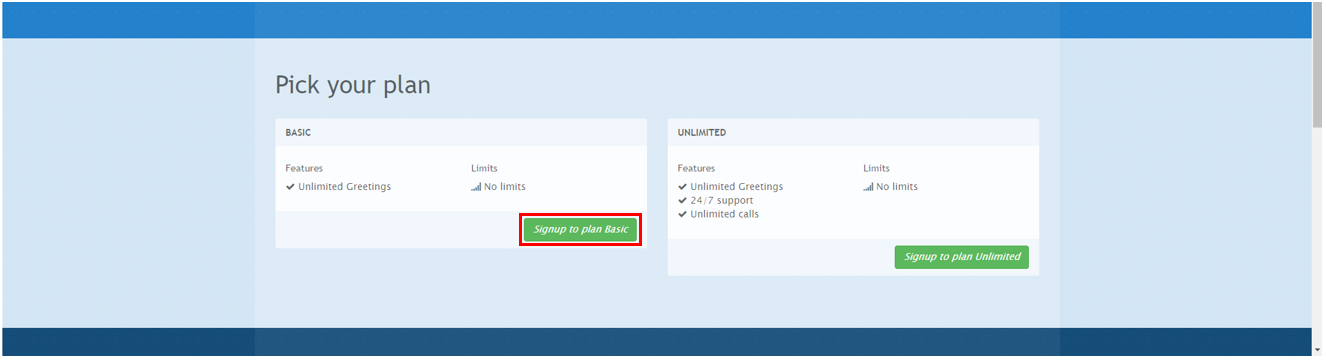 Pick your plan
BASIC
Features
Unlimited Greetings
Limits
No limits
Signup to plan Basic
UNLIMITED
Features
Unlimited Greetings
24/7 support
Unlimited calls
Limits
No limits
Signup to plan Unlimited